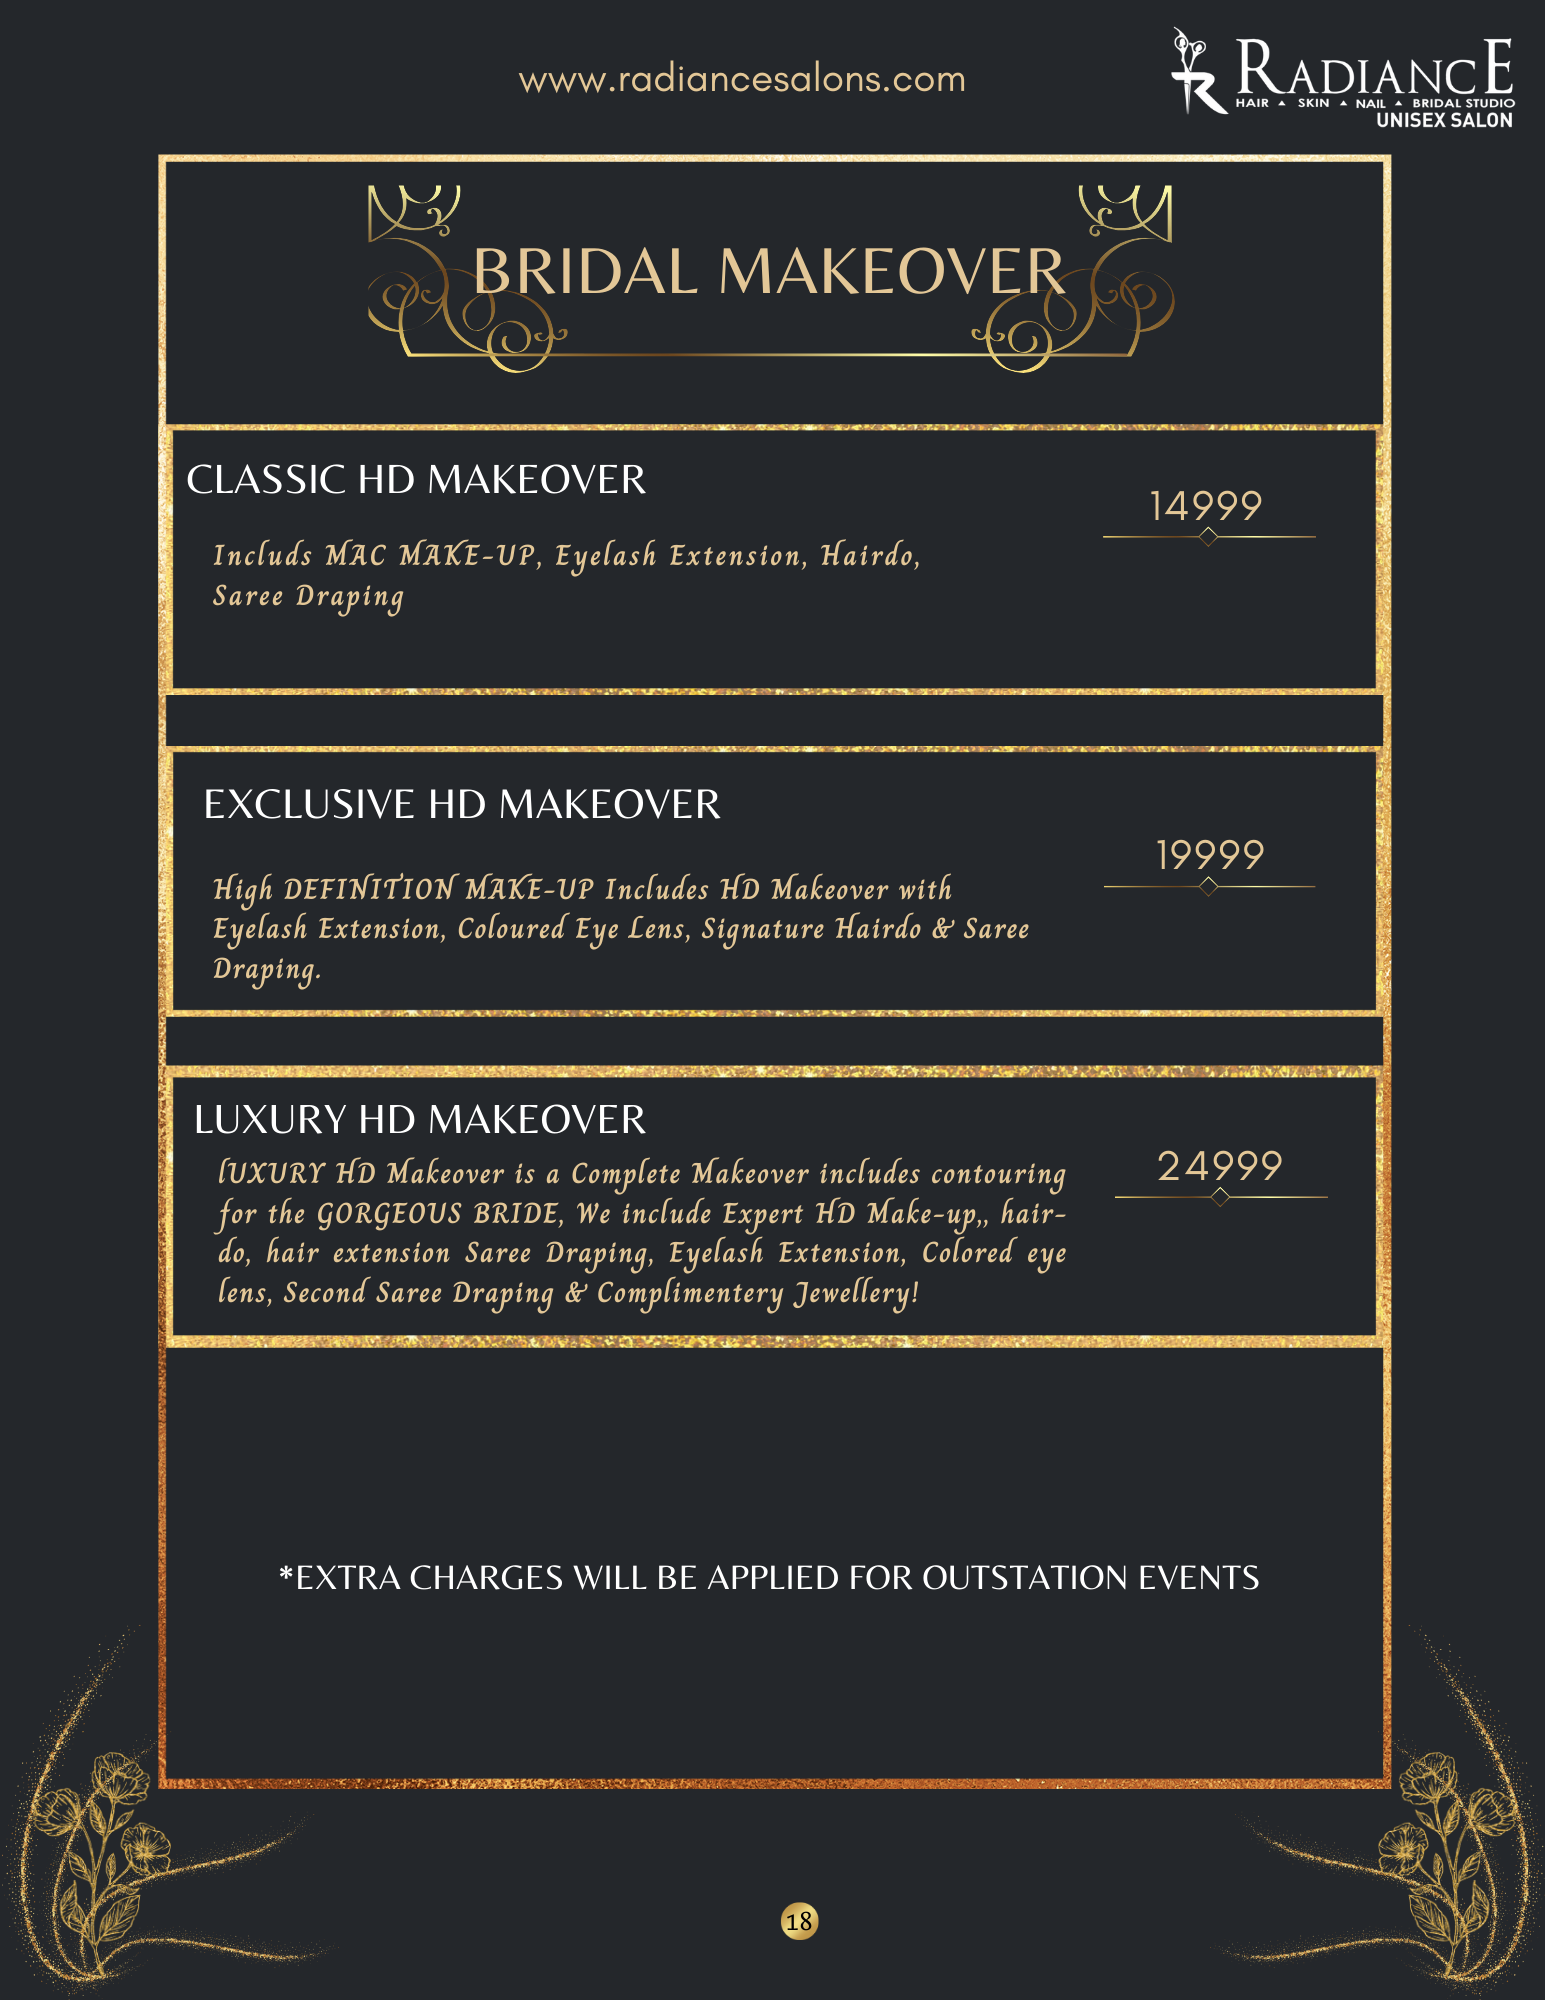 www.radiancesalons.com
RADIANCE
HAIR ▲ SKIN ▲ NAIL ▲ BRIDAL STUDIO
UNISEX SALON
BRIDAL MAKEOVER
CLASSIC HD MAKEOVER
14999
Includs MAC MAKE-UP, Eyelash Extension, Hairdo,
Saree Draping
EXCLUSIVE HD MAKEOVER
19999
High DEFINITION MAKE-UP Includes HD Makeover with
Eyelash Extension, Coloured Eye Lens, Signature Hairdo & Saree
Draping.
LUXURY HD MAKEOVER
24999
lUXURY HD Makeover is a Complete Makeover includes contouring
for the GORGEOUS BRIDE, We include Expert HD Make-up,, hair-
do, hair extension Saree Draping, Eyelash Extension, Colored eye
lens, Second Saree Draping & Complimentery Jewellery!
*EXTRA CHARGES WILL BE APPLIED FOR OUTSTATION EVENTS
18